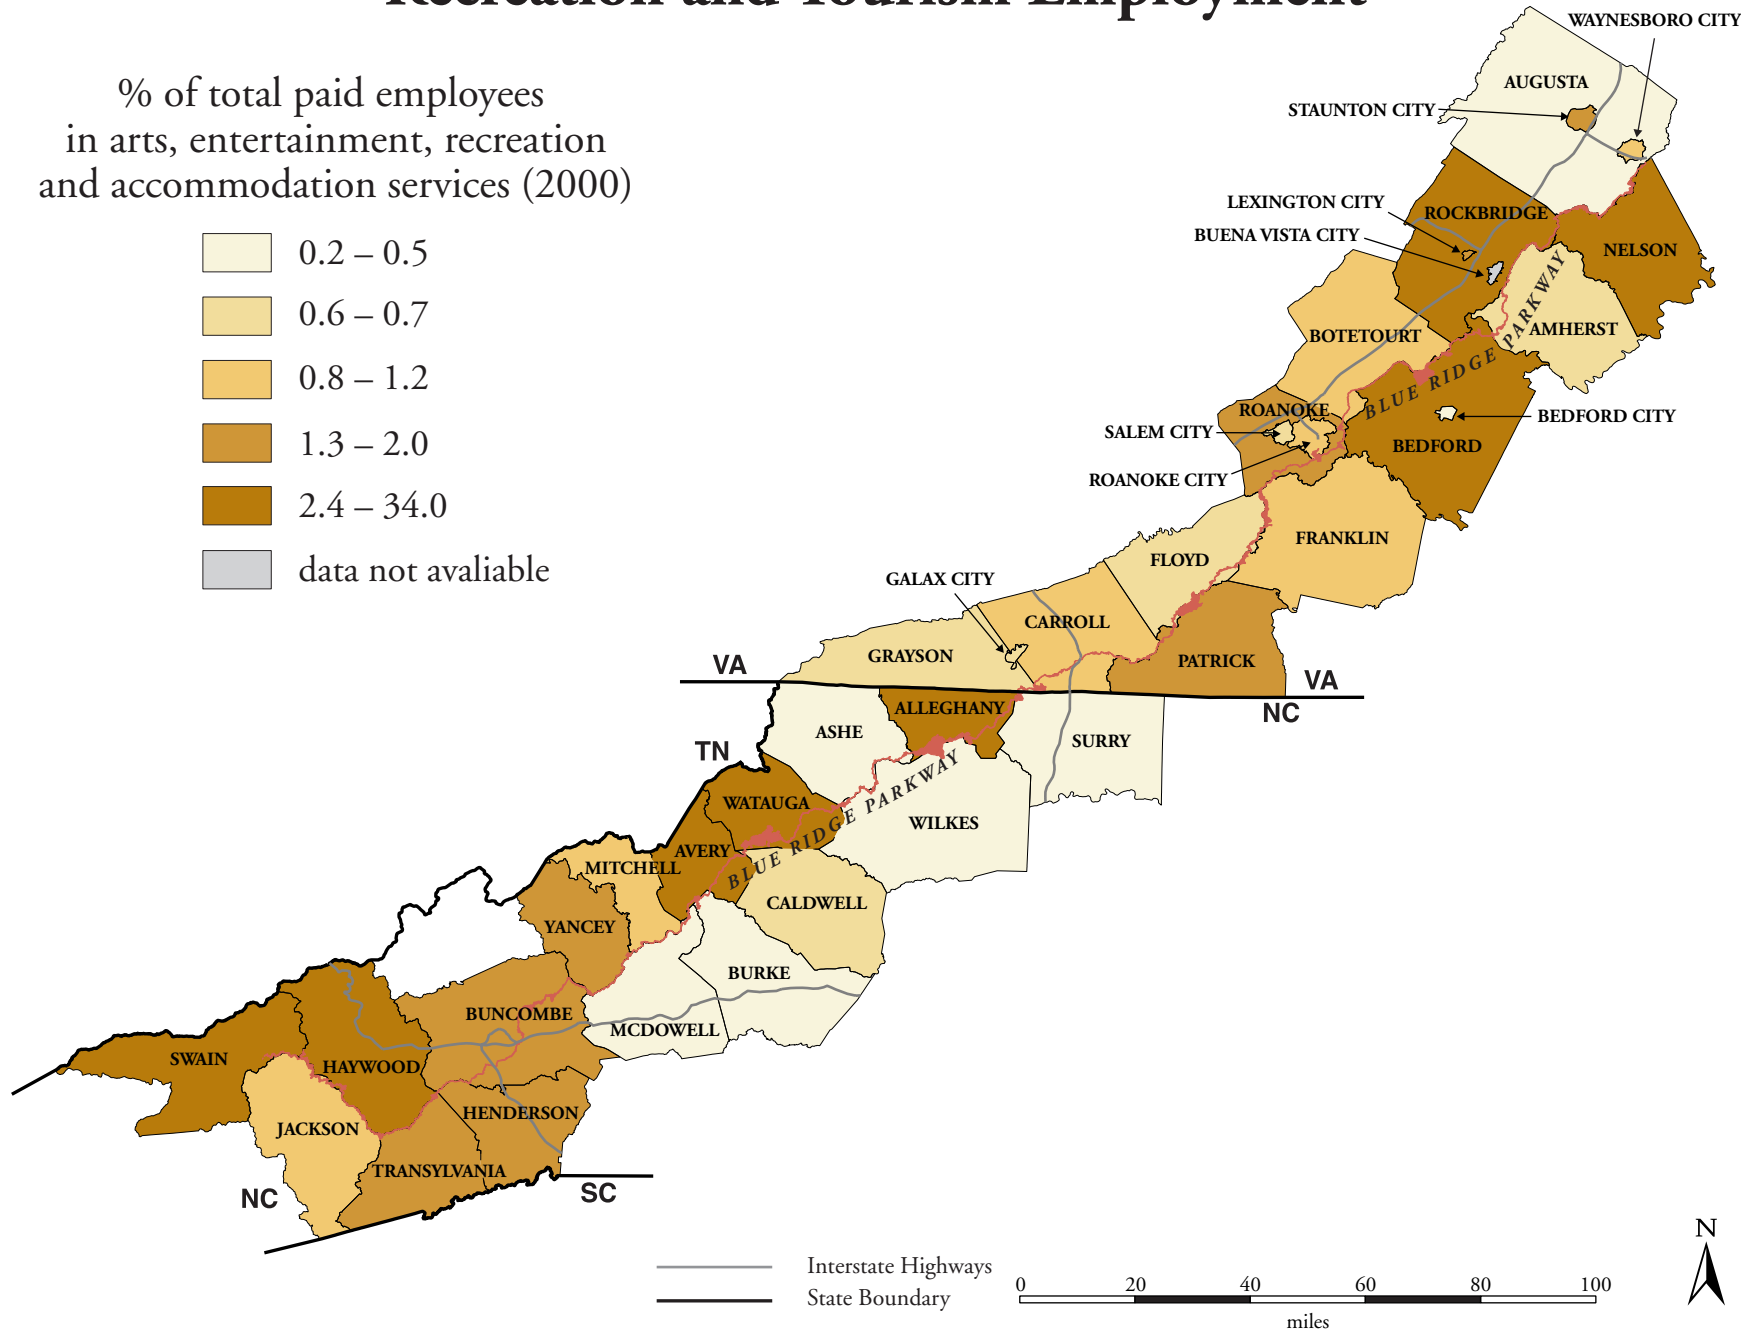 Recreation and Tourism Employment
% of total paid employees
in arts, entertainment, recreation
and accommodation services (2000)
0.2 – 0.5
0.6 – 0.7
0.8 – 1.2
1.3 – 2.0
2.4 – 34.0
data not avaliable
WAYNESBORO CITY
AUGUSTA
STAUNTON CITY
LEXINGTON CITY
ROCKBRIDGE
BUENA VISTA CITY
NELSON
BOTETOURT
AMHERST
BLUE RIDGE PARKWAY
ROANOKE
SALEM CITY
BEDFORD CITY
BEDFORD
ROANOKE CITY
FRANKLIN
FLOYD
GALAX CITY
CARROLL
GRAYSON
PATRICK
VA
VA
NC
ALLEGHANY
ASHE
SURRY
TN
WATAUGA
WILKES
BLUE RIDGE PARKWAY
AVERY
MITCHELL
CALDWELL
YANCEY
BURKE
BUNCOMBE
MCDOWELL
SWAIN
HAYWOOD
HENDERSON
JACKSON
TRANSYLVANIA
NC
SC
N
Interstate Highways
State Boundary
0 20 40 60 80 100
miles